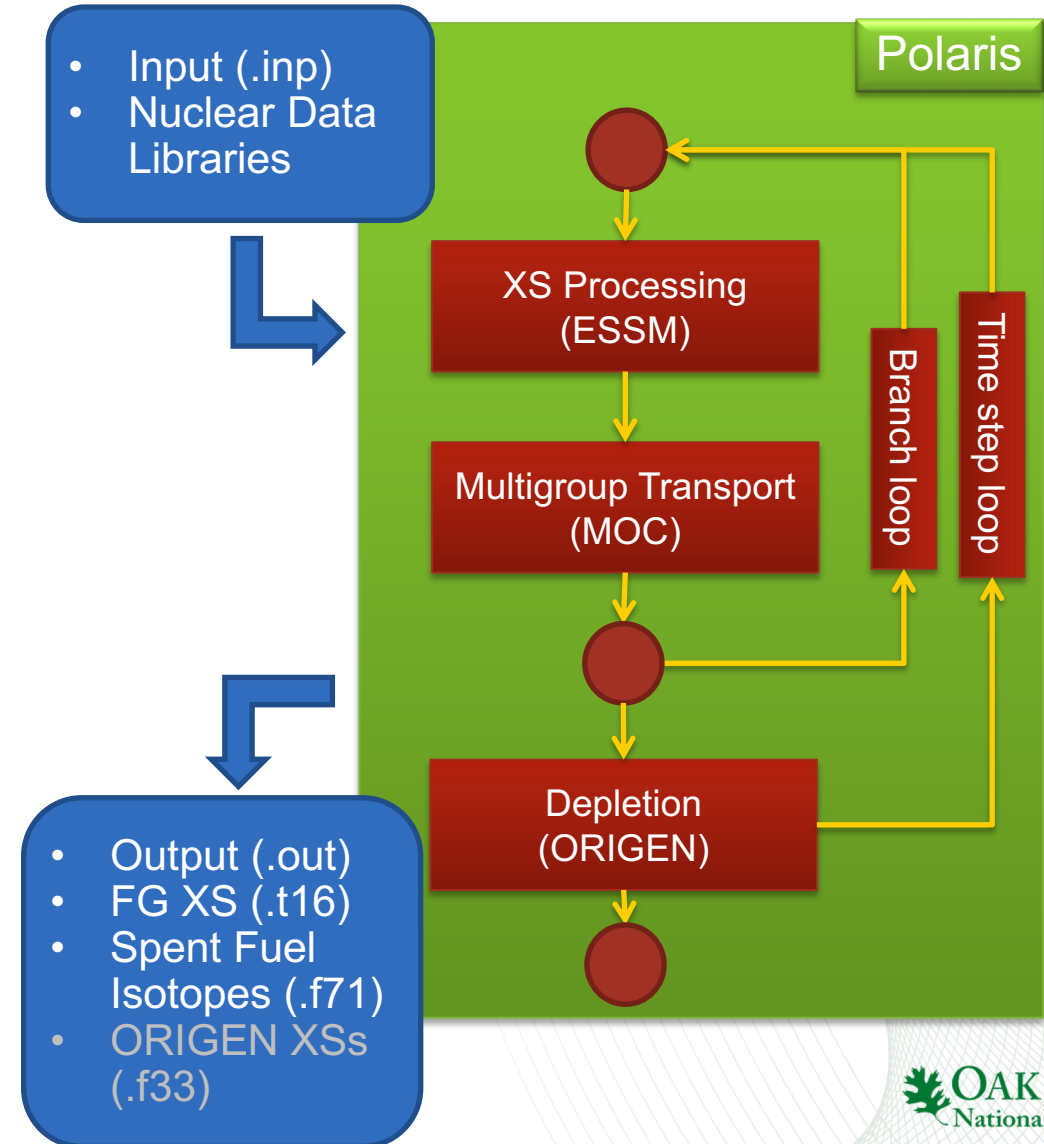 • Input (.inp)
• Nuclear Data
Libraries
Polaris
XS Processing
(ESSM)
Multigroup Transport
(MOC)
Branch loop
Time step loop
Depletion
(ORIGEN)
• Output (.out)
• FG XS (.t16)
• Spent Fuel
Isotopes (.f71)
• ORIGEN XSs
(.f33)
OAK
Nationa